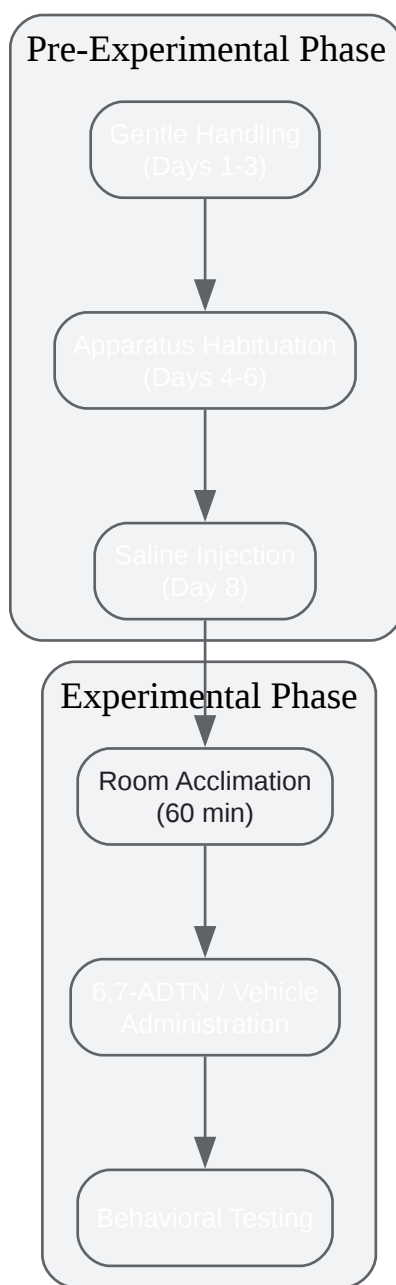 Pre-Experimental Phase
Gentle Handling
(Days 1-3)
Apparatus Habituation
(Days 4-6)
Saline Injection
(Day 8)
Experimental Phase
Room Acclimation
(60 min)
6,7-ADTN / Vehicle
Administration
Behavioral Testing